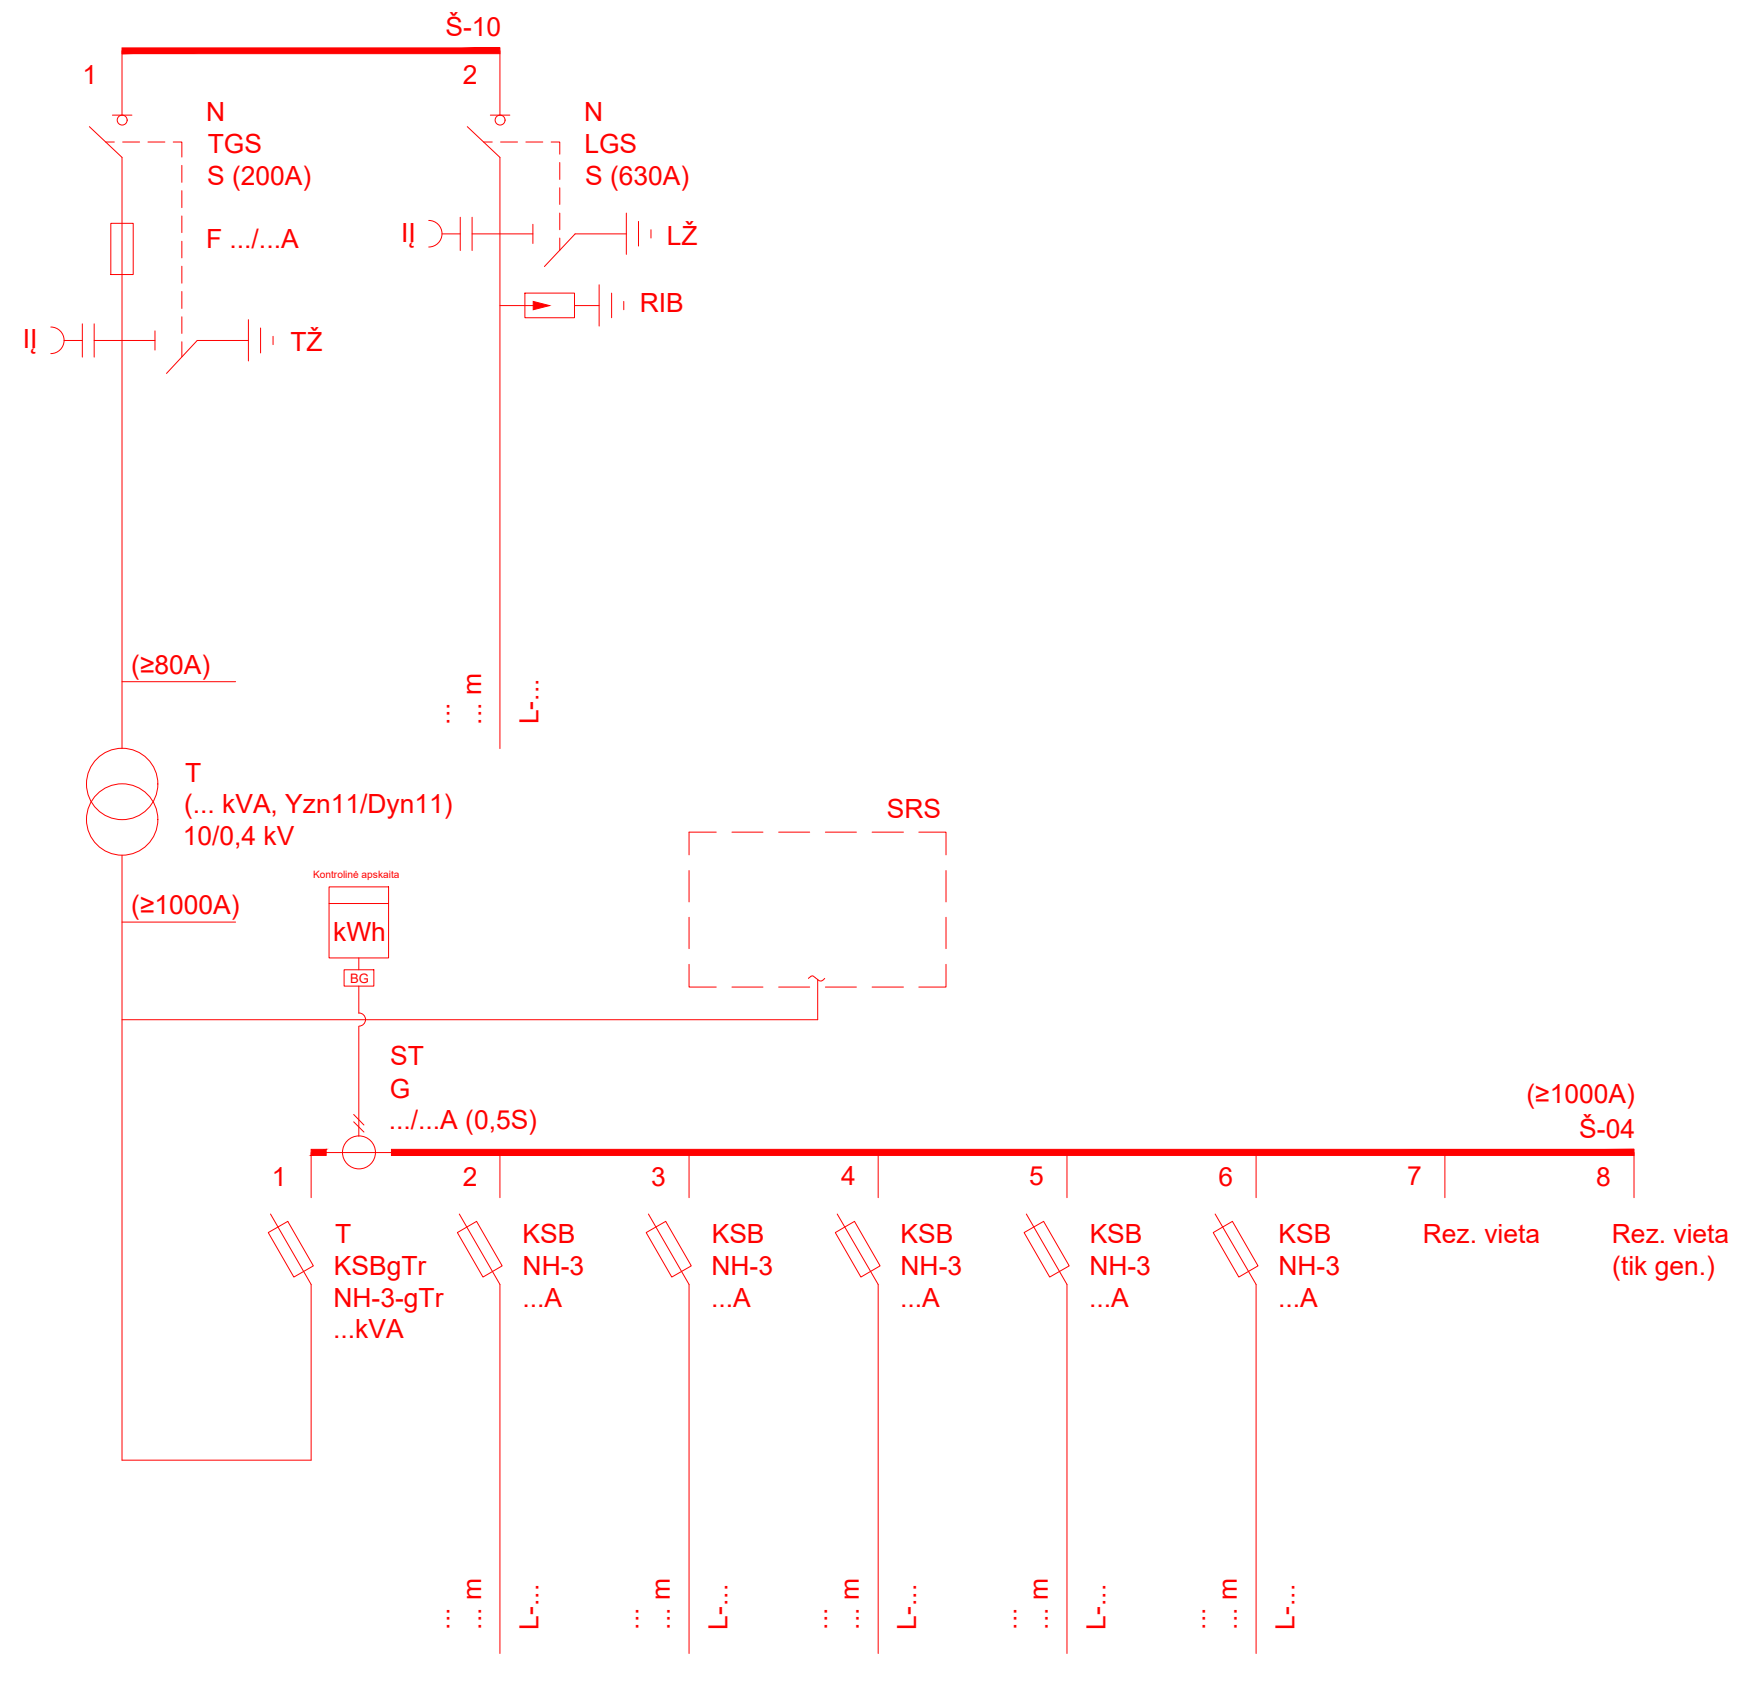 Š-10
1
2
N
TGS
S (200A)
N
LGS
S (630A)
F .../...A
IĮ
LŽ
RIB
IĮ
TŽ
(≥80A)
...
... m
L-...
T
(... kVA, Yzn11/Dyn11)
10/0,4 kV
SRS
Kontrolinė apskaita
kWh
BG
(≥1000A)
ST
G
.../...A (0,5S)
(≥1000A)
Š-04
1
2
3
4
5
6
7
8
T
KSBgTr
NH-3-gTr
...kVA
KSB
NH-3
...A
KSB
NH-3
...A
KSB
NH-3
...A
KSB
NH-3
...A
KSB
NH-3
...A
Rez. vieta
Rez. vieta
(tik gen.)
...
... m
L-...
...
... m
L-...
...
... m
L-...
...
... m
L-...
...
... m
L-...